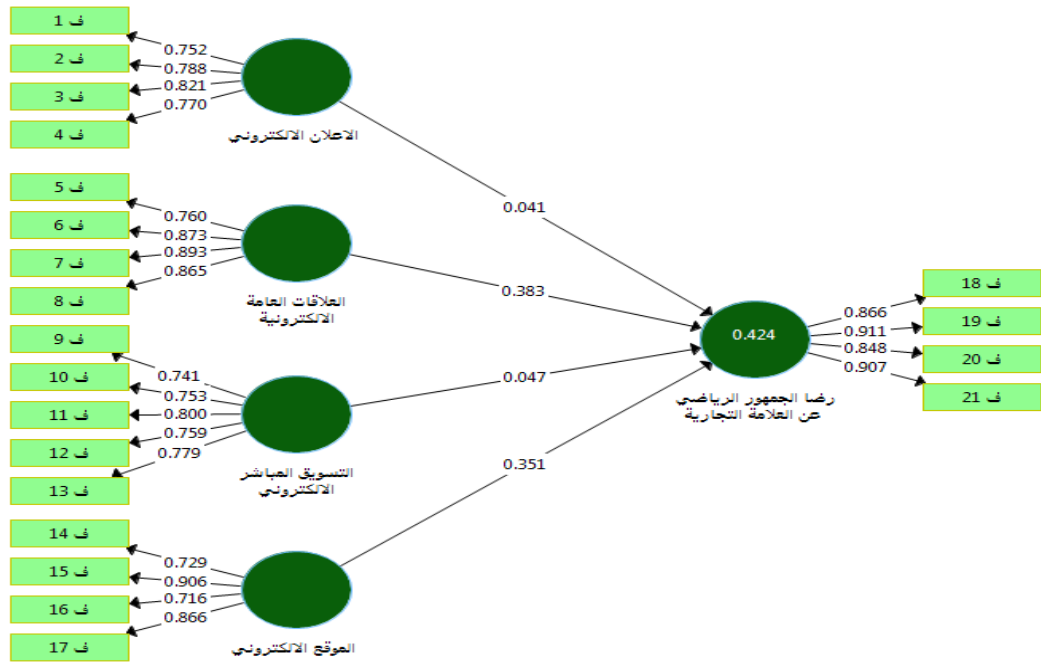 ف 1
ف 2
ف 3
ف 4
0.752
0.788
0.821
0.770
الاعلان الالكتروني
ف 5
ف 6
ف 7
ف 8
0.760
0.873
0.893
0.865
العلاقات العامة
الالكترونية
ف 9
ف 10
ف 11
ف 12
ف 13
0.741
0.753
0.800
0.759
0.779
التسويق المباشر
الالكتروني
ف 14
ف 15
ف 16
ف 17
0.729
0.906
0.716
0.866
الموقع الالكتروني
0.041
0.383
0.047
0.351
0.424
رضا الجمهور الرياضي
عن العلامة التجارية
0.866
0.911
0.848
0.907
ف 18
ف 19
ف 20
ف 21